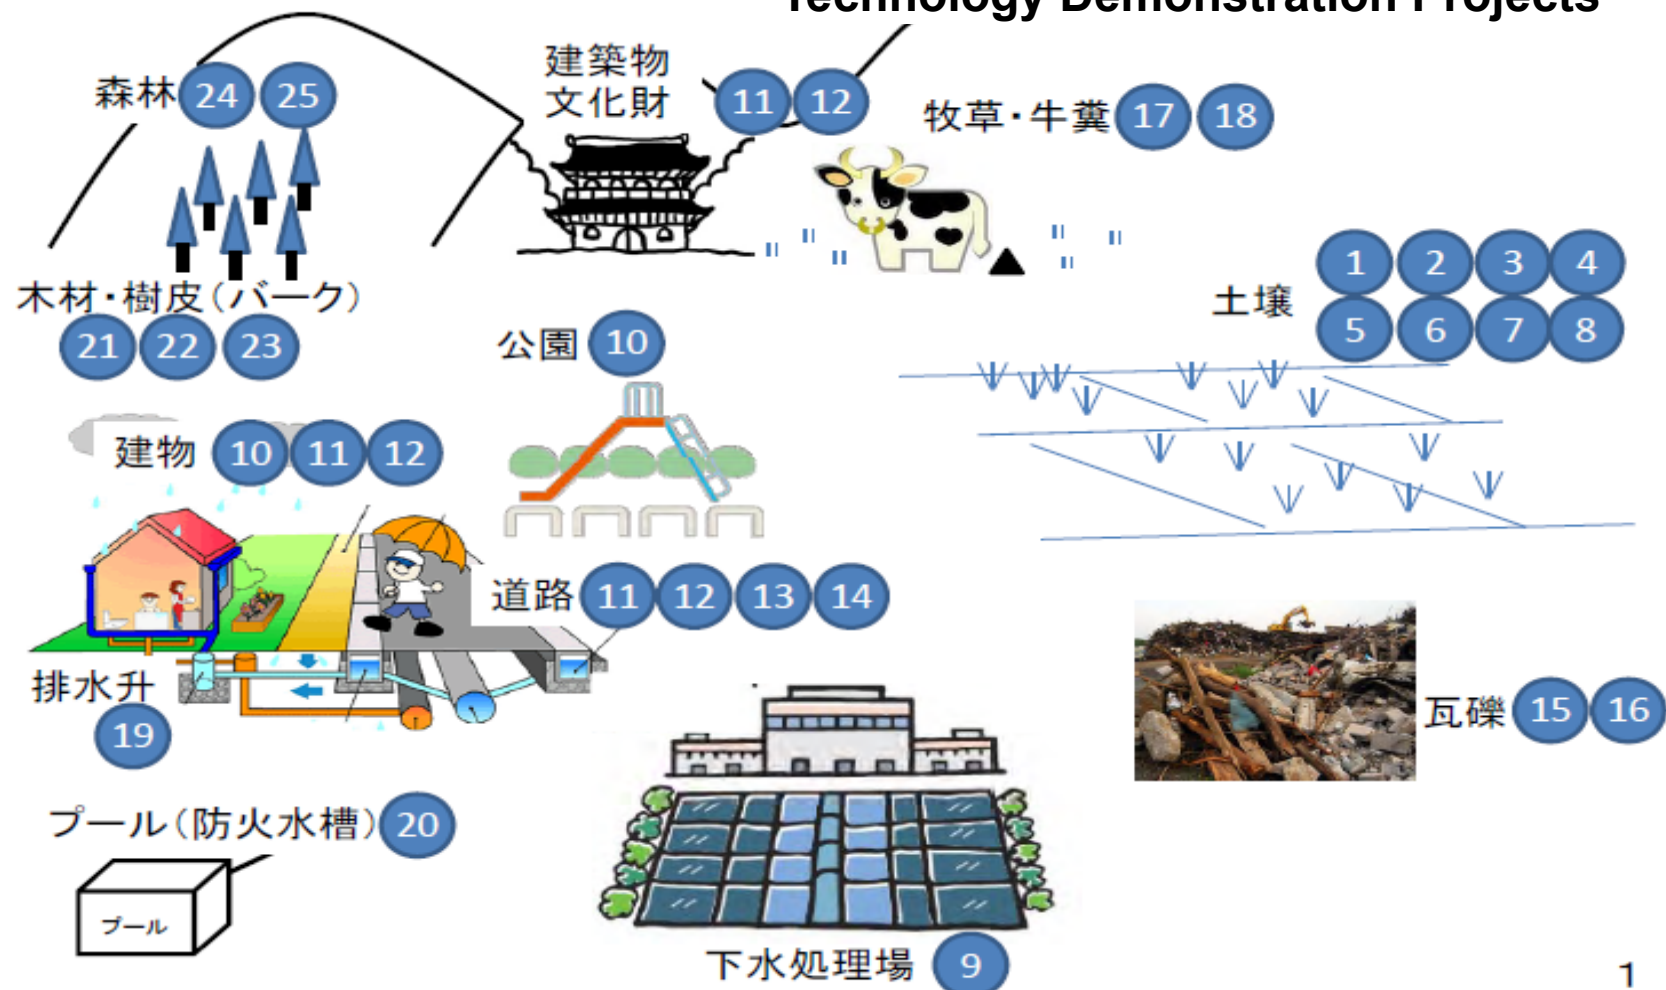 Technology Demonstration Projects
森林 24 25
建築物
文化財 11 12
牧草・牛糞 17 18
木材・樹皮(バーク)
21 22 23
公園 10
土壌
1 2 3 4
5 6 7 8
建物 10 11 12
道路 11 12 13 14
排水升
19
瓦礫 15 16
プール(防火水槽) 20
プール
下水処理場 9
1